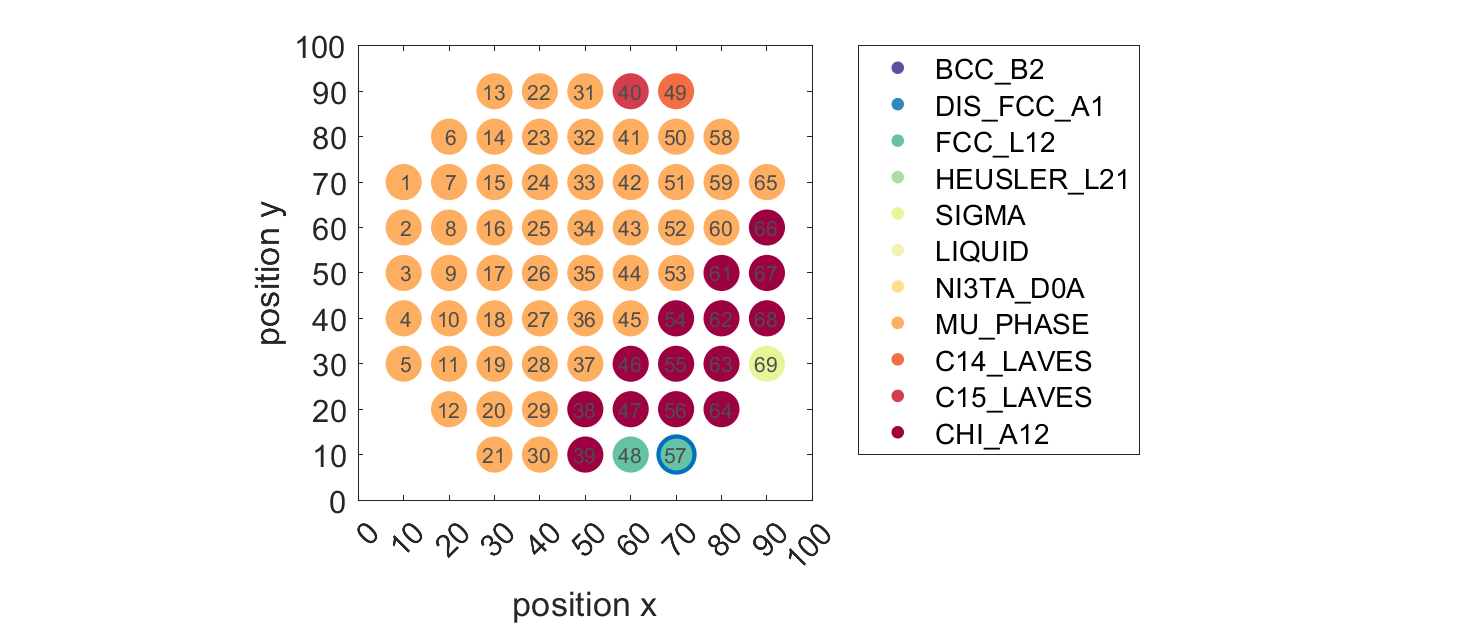 100
90
80
70
60
50
40
30
20
10
0
position y
13 22 31 40 49
6 14 23 32 41 50 58
1 7 15 24 33 42 51 59 65
2 8 16 25 34 43 52 60 66
3 9 17 26 35 44 53 61 67
4 10 18 27 36 45 54 62 68
5 11 19 28 37 46 55 63 69
12 20 29 38 47 56 64
21 30 39 48 57
0 10 20 30 40 50 60 70 80 90 100
position x
BCC_B2
DIS_FCC_A1
FCC_L12
HEUSLER_L21
SIGMA
LIQUID
NI3TA_D0A
MU_PHASE
C14_LAVES
C15_LAVES
CHI_A12